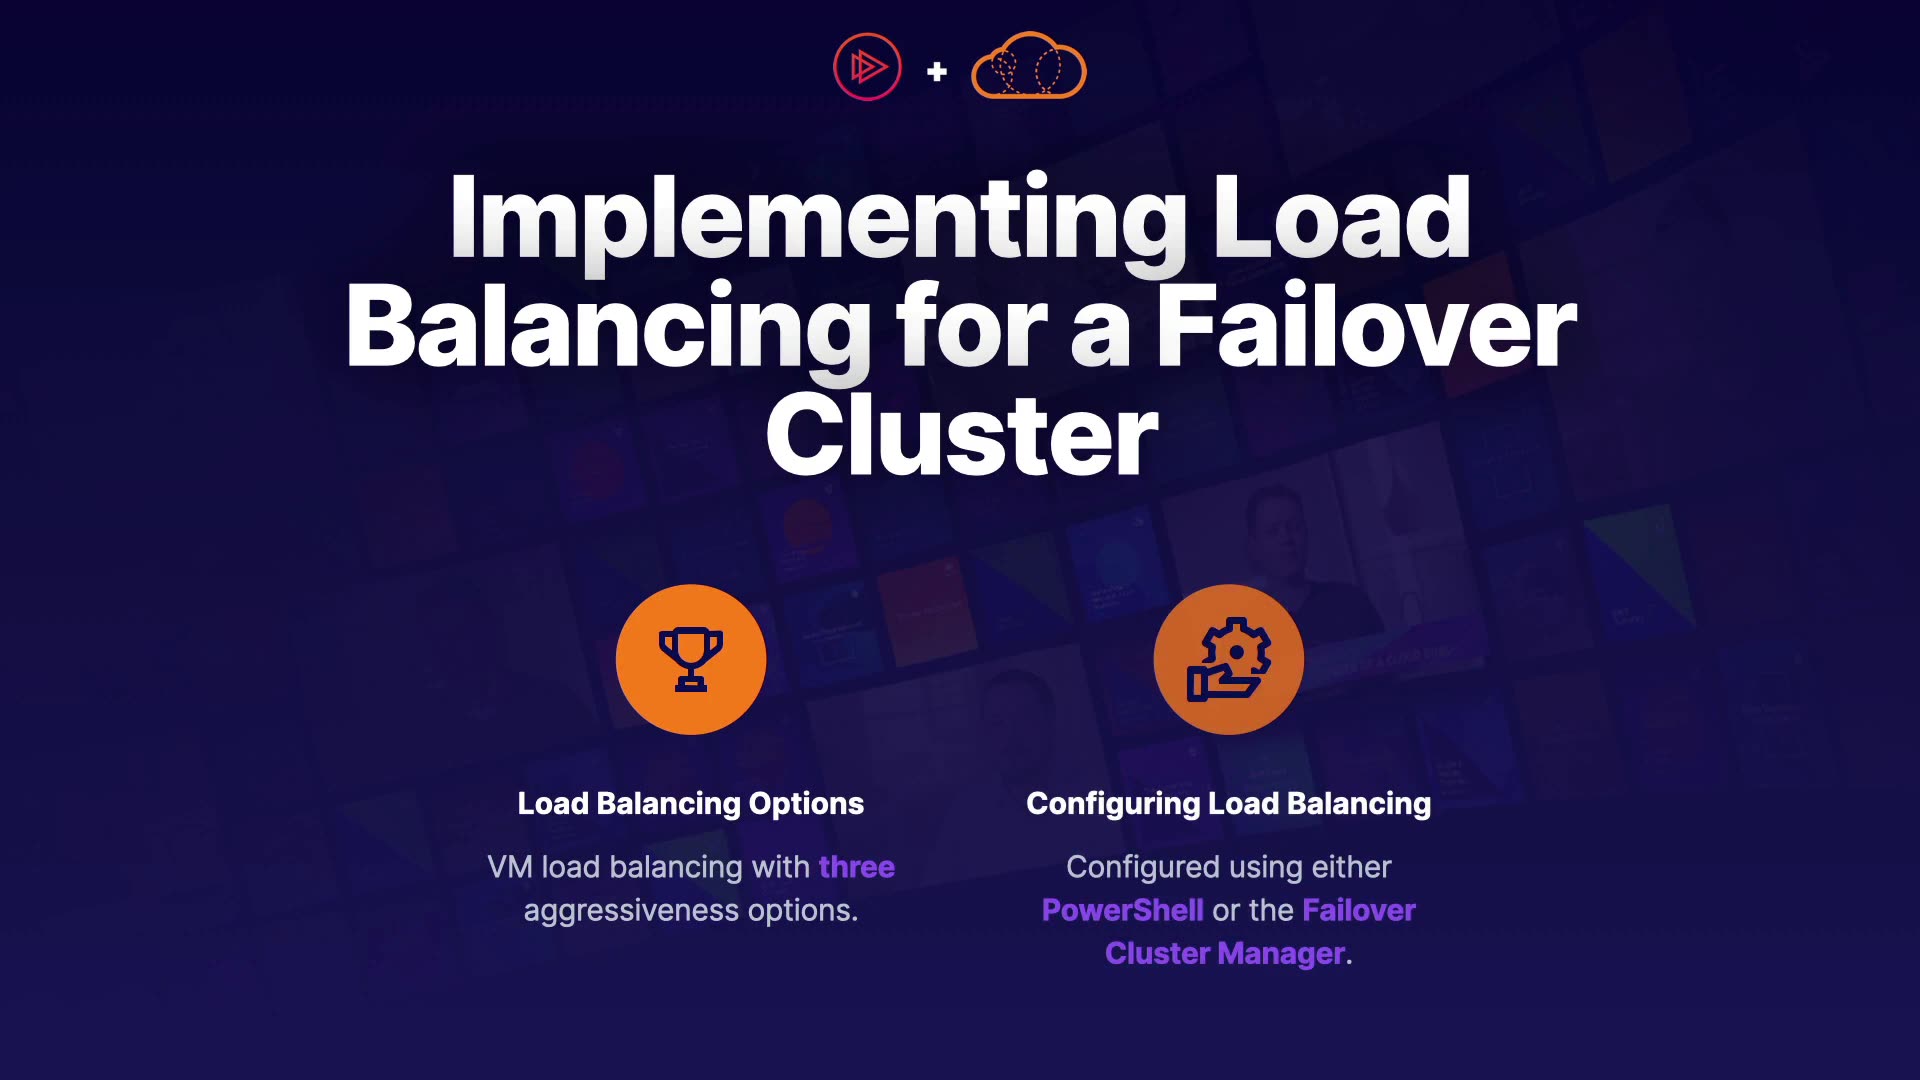 Implementing Load
Balancing for a Failover
Cluster
Load Balancing Options
VM load balancing with three
aggressiveness options.
Configuring Load Balancing
Configured using either
PowerShell or the Failover
Cluster Manager.